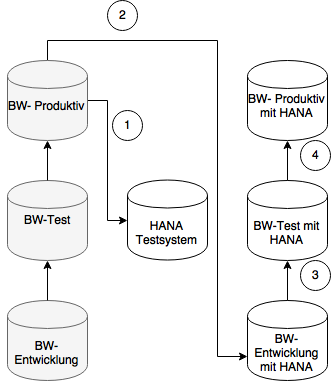 2
BW- Produktiv
1
BW- Produktiv
mit HANA
4
BW-Test
HANA
Testsystem
BW-Test mit
HANA
3
BW-
Entwicklung
BW-
Entwicklung
mit HANA